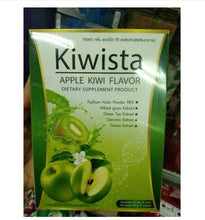 Kiwista
APPLE KIWI FLAVOR
DIETARY SUPPLEMENT PRODUCT
Psyllium Husks Powder 98%
Wheat grass Extract
Green Tea Extract
Garcinia Extract
Cactus Extract